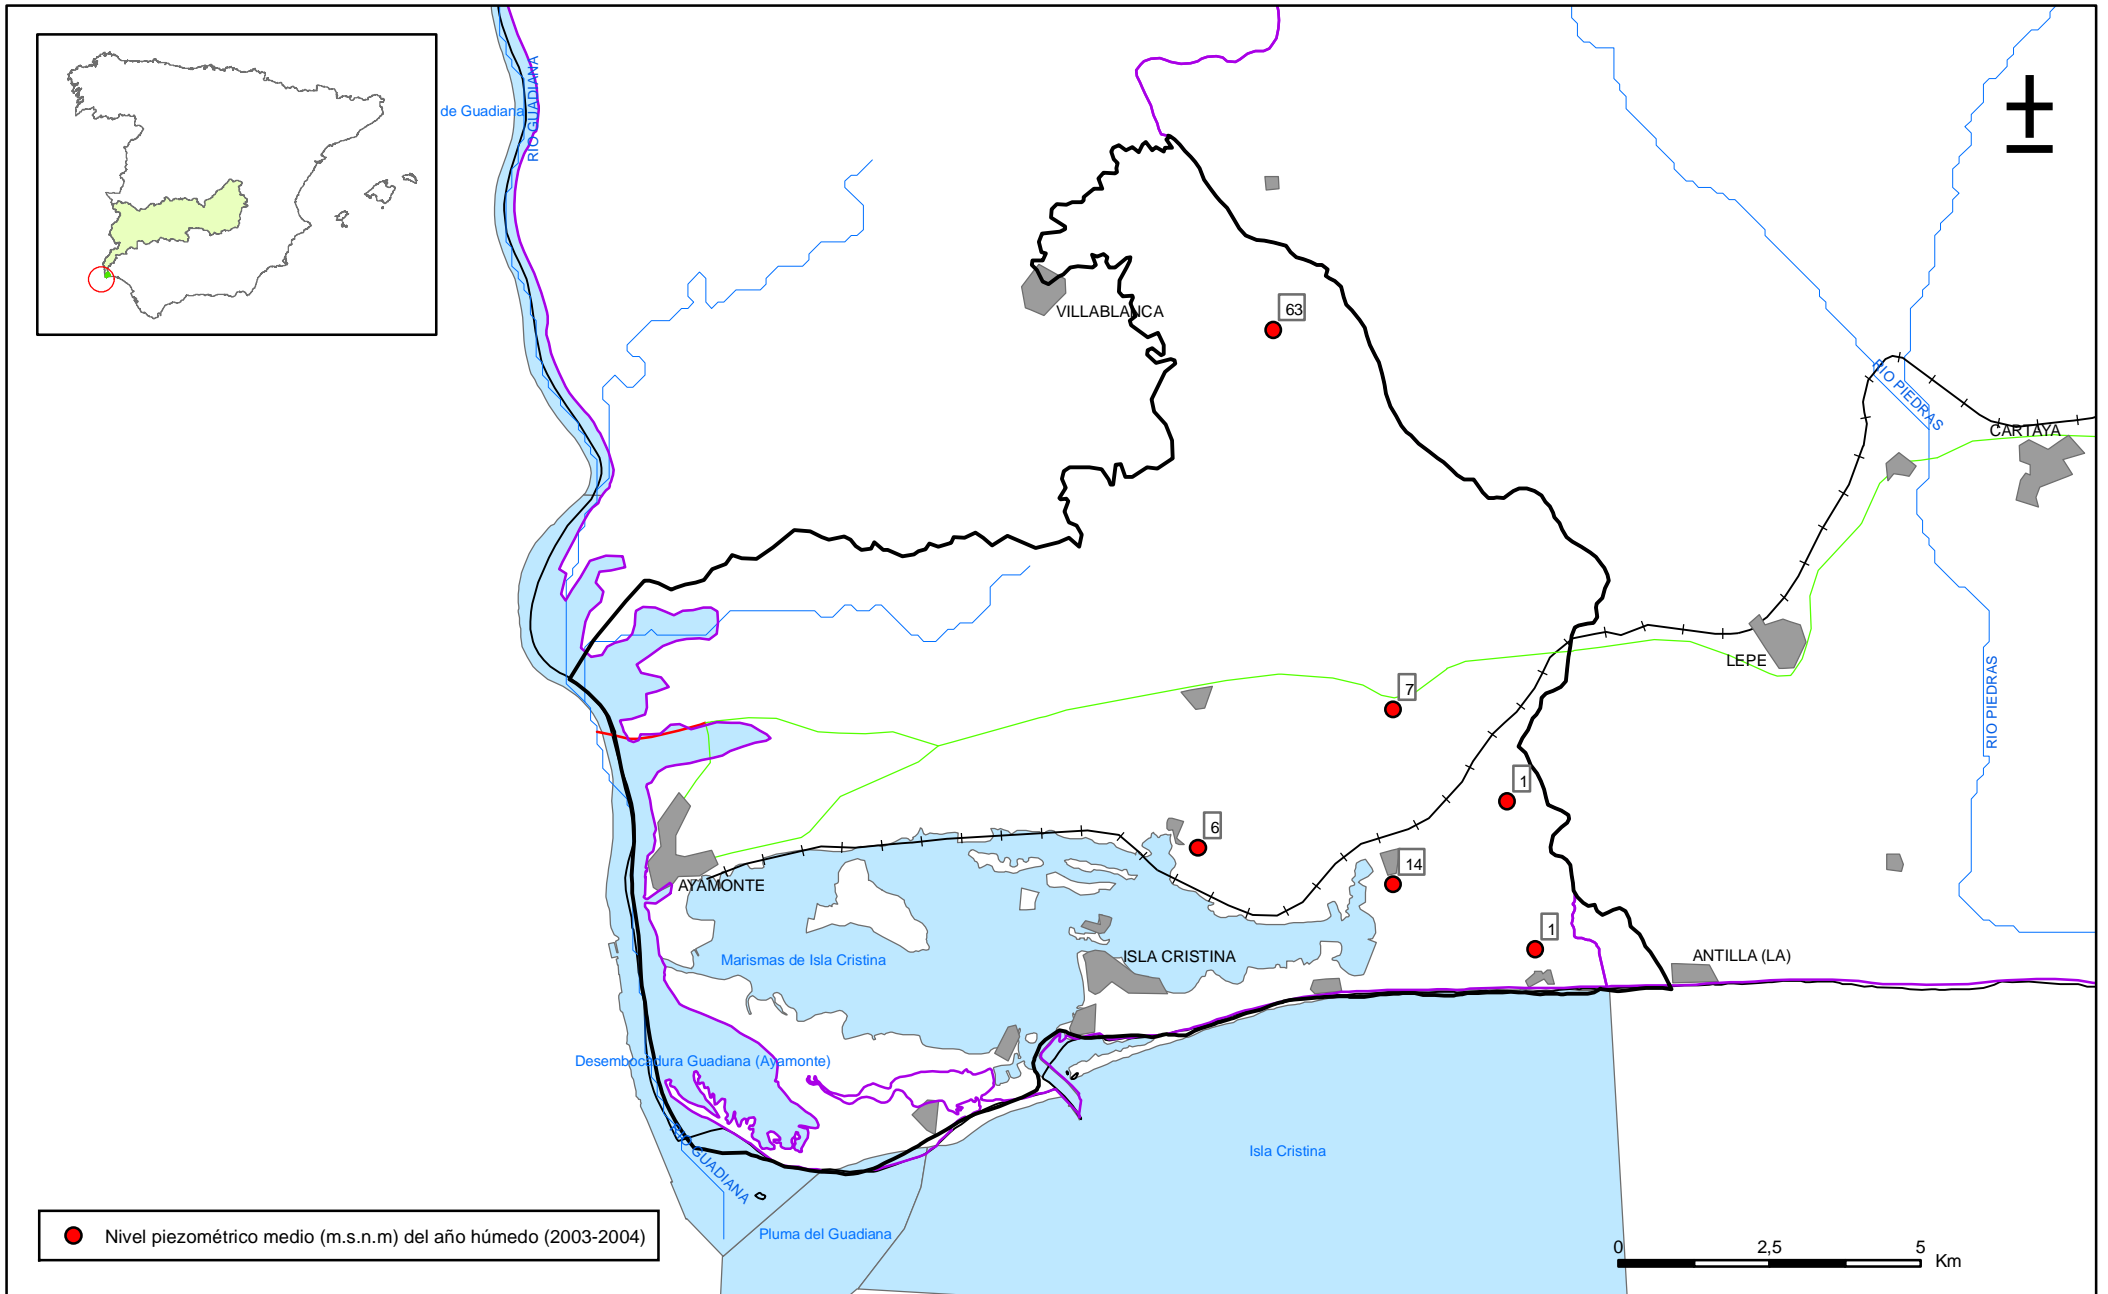 de Guadiana
RIO GUADIANA
VILLABLANCA
63
RIO PIEDRAS
CARTAYA
LEPE
RIO PIEDRAS
7
1
6
14
AYAMONTE
1
ISLA CRISTINA
ANTILLA (LA)
Marismas de Isla Cristina
Desembocadura Guadiana (Ayamonte)
RIO GUADIANA
Isla Cristina
Pluma del Guadiana
Nivel piezométrico medio (m.s.n.m) del año húmedo (2003-2004)
0 2,5 5
Km